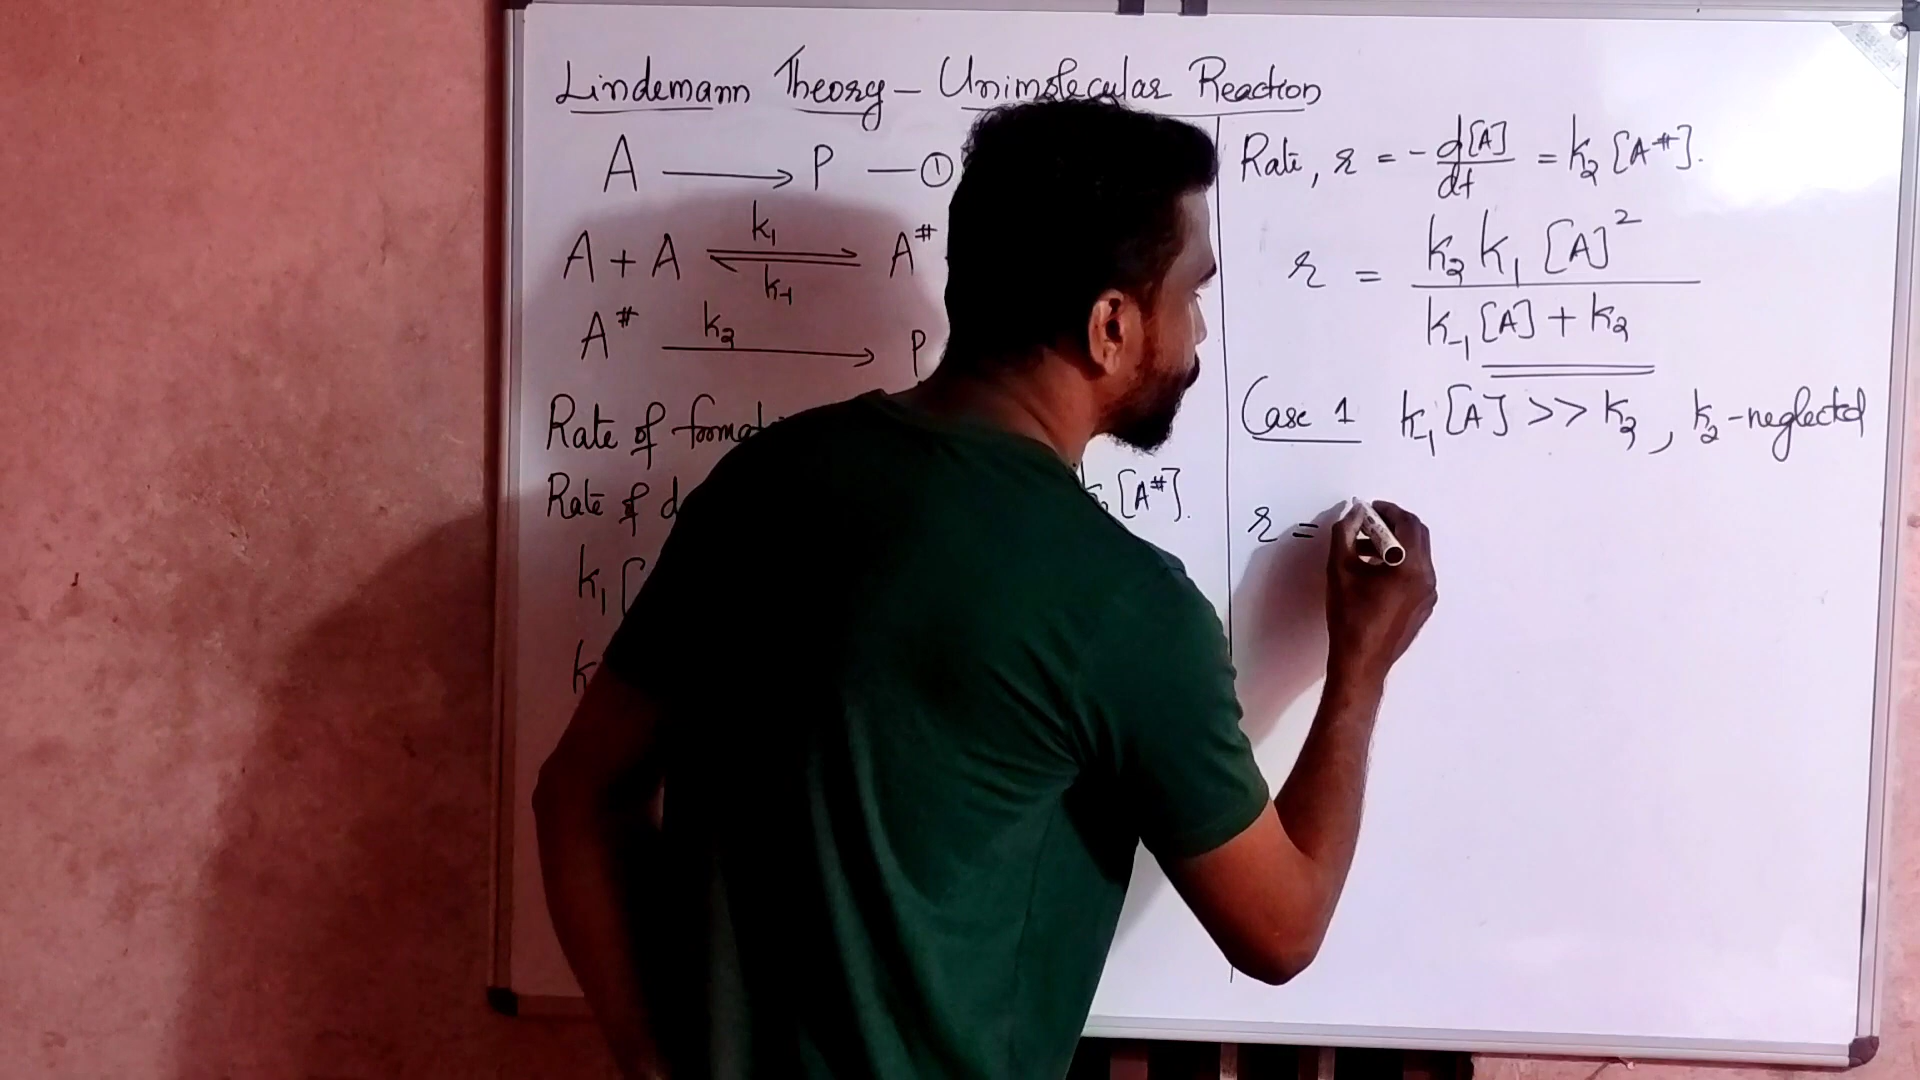 Lindemann Theory – Unimolecular Reaction
A ⟶ P — ①
A + A ⇌ A#
k₁
k₋₁
A# ⟶ P
k₂
Rate of
Rate of
[A#].
k₁ [
k
Rate, r = - d[A]/dt = k₂ [A#].
r = k₂ k₁ [A]² / k₋₁ [A] + k₂
Case 1 k₋₁ [A] >> k₂ , k₂ - neglected
r =